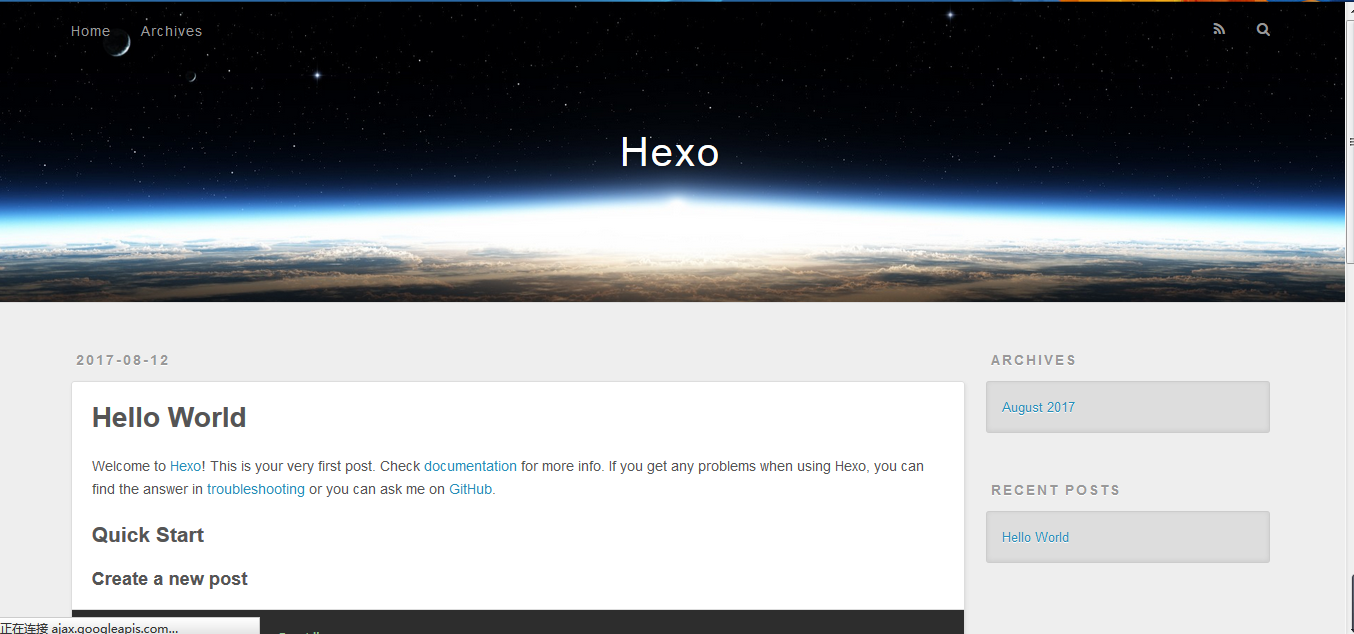 Home Archives
Hexo
2017-08-12
Hello World
Welcome to Hexo! This is your very first post. Check documentation for more info. If you get any problems when using Hexo, you can
find the answer in troubleshooting or you can ask me on GitHub.
Quick Start
Create a new post
ARCHIVES
August 2017
RECENT POSTS
Hello World
正在连接 ajax.googleapis.com...